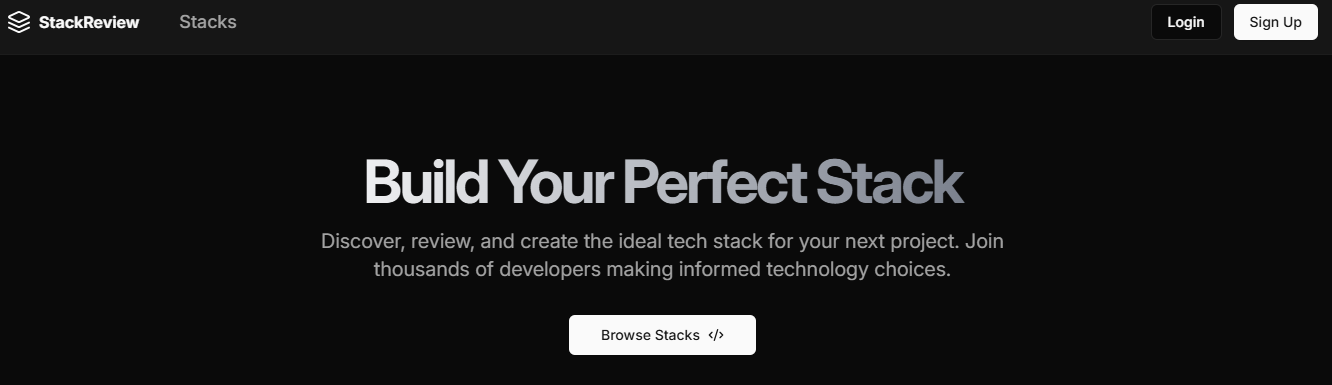 StackReview
Stacks
Login
Sign Up
Build Your Perfect Stack
Discover, review, and create the ideal tech stack for your next project. Join
thousands of developers making informed technology choices.
Browse Stacks </>